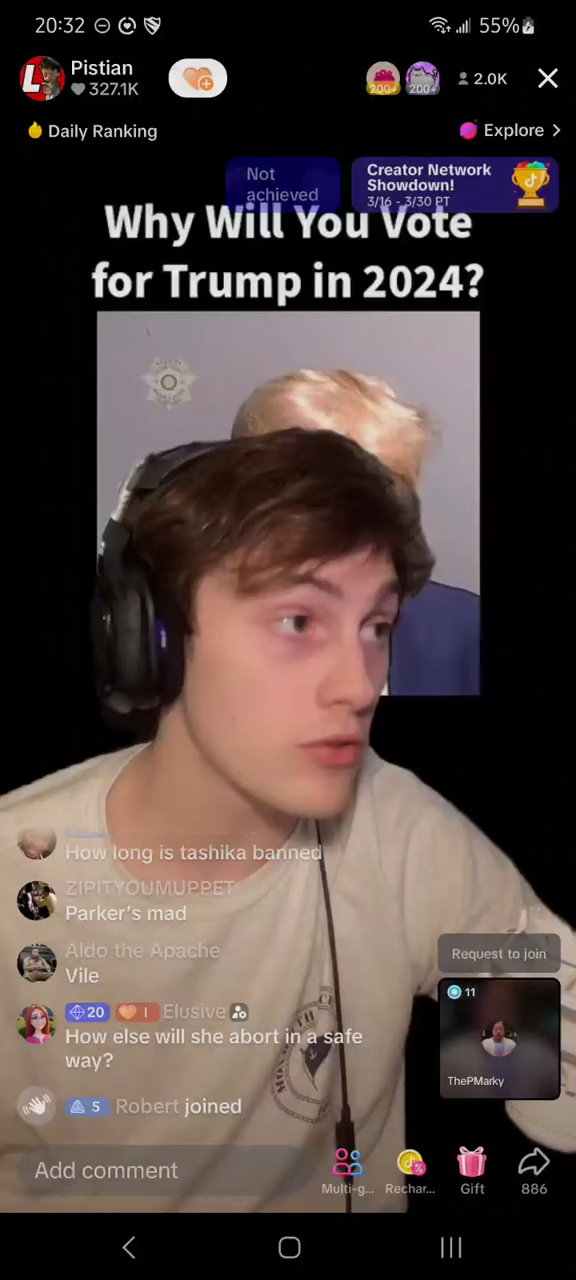 20:32
55%
Pistian
327.1K
200+
200+
2.0K
Daily Ranking
Explore >
Not achieved
Creator Network Showdown!
3/16 - 3/30 PT
Why Will You Vote
for Trump in 2024?
How long is tashika banned
ZIPITYOUMUPPET
Parker's mad
Aldo the Apache
Vile
20 I Elusive
How else will she abort in a safe
way?
5 Robert joined
Request to join
11
ThePMarky
Add comment
Multi-g...
Rechar...
Gift
886